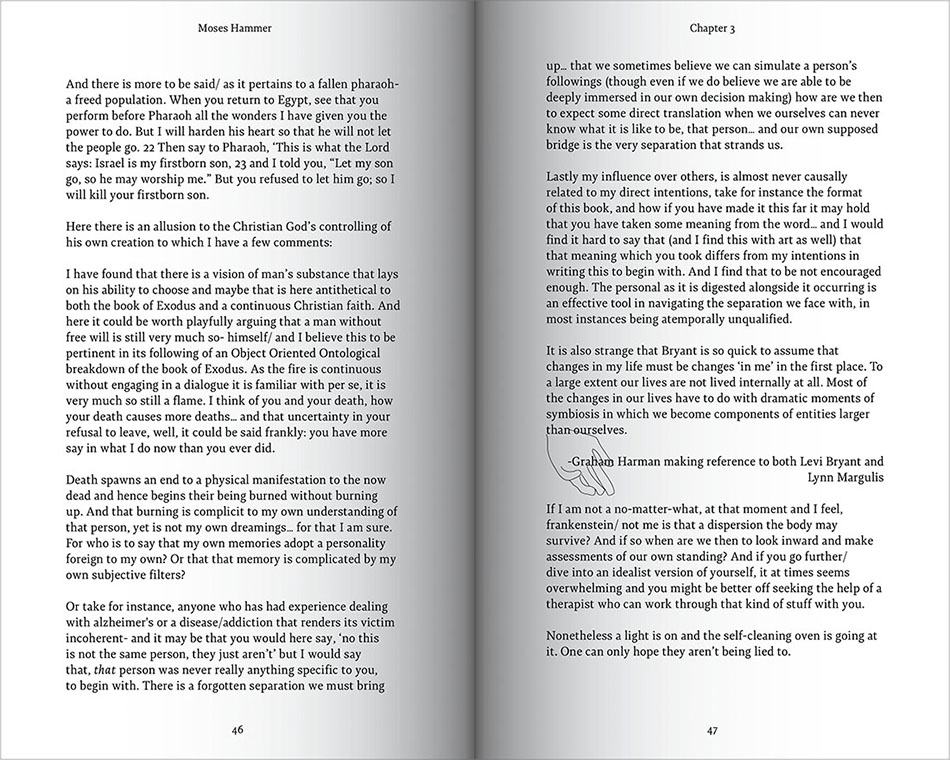 Moses Hammer
And there is more to be said/ as it pertains to a fallen pharaoh-
a freed population. When you return to Egypt, see that you
perform before Pharaoh all the wonders I have given you the
power to do. But I will harden his heart so that he will not let
the people go. 22 Then say to Pharaoh, ‘This is what the Lord
says: Israel is my firstborn son, 23 and I told you, “Let my son
go, so he may worship me.” But you refused to let him go; so I
will kill your firstborn son.
Here there is an allusion to the Christian God’s controlling of
his own creation to which I have a few comments:
I have found that there is a vision of man’s substance that lays
on his ability to choose and maybe that is here antithetical to
both the book of Exodus and a continuous Christian faith. And
here it could be worth playfully arguing that a man without
free will is still very much so- himself/ and I believe this to be
pertinent in its following of an Object Oriented Ontological
breakdown of the book of Exodus. As the fire is continuous
without engaging in a dialogue it is familiar with per se, it is
very much so still a flame. I think of you and your death, how
your death causes more deaths… and that uncertainty in your
refusal to leave, well, it could be said frankly: you have more
say in what I do now than you ever did.
Death spawns an end to a physical manifestation to the now
dead and hence begins their being burned without burning
up. And that burning is complicit to my own understanding of
that person, yet is not my own dreamings… for that I am sure.
For who is to say that my own memories adopt a personality
foreign to my own? Or that that memory is complicated by my
own subjective filters?
Or take for instance, anyone who has had experience dealing
with alzheimer’s or a disease/addiction that renders its victim
incoherent- and it may be that you would here say, ‘no this
is not the same person, they just aren’t’ but I would say
that, that person was never really anything specific to you,
to begin with. There is a forgotten separation we must bring
46
Chapter 3
up… that we sometimes believe we can simulate a person’s
followings (though even if we do believe we are able to be
deeply immersed in our own decision making) how are we then
to expect some direct translation when we ourselves can never
know what it is like to be, that person… and our own supposed
bridge is the very separation that strands us.
Lastly my influence over others, is almost never causally
related to my direct intentions, take for instance the format
of this book, and how if you have made it this far it may hold
that you have taken some meaning from the word… and I would
find it hard to say that (and I find this with art as well) that
that meaning which you took differs from my intentions in
writing this to begin with. And I find that to be not encouraged
enough. The personal as it is digested alongside it occurring is
an effective tool in navigating the separation we face with, in
most instances being atemporally unqualified.
It is also strange that Bryant is so quick to assume that
changes in my life must be changes ‘in me’ in the first place. To
a large extent our lives are not lived internally at all. Most of
the changes in our lives have to do with dramatic moments of
symbiosis in which we become components of entities larger
than ourselves.
-Graham Harman making reference to both Levi Bryant and
Lynn Margulis
If I am not a no-matter-what, at that moment and I feel,
frankenstein/ not me is that a dispersion the body may
survive? And if so when are we then to look inward and make
assessments of our own standing? And if you go further/
dive into an idealist version of yourself, it at times seems
overwhelming and you might be better off seeking the help of a
therapist who can work through that kind of stuff with you.
Nonetheless a light is on and the self-cleaning oven is going at
it. One can only hope they aren’t being lied to.
47